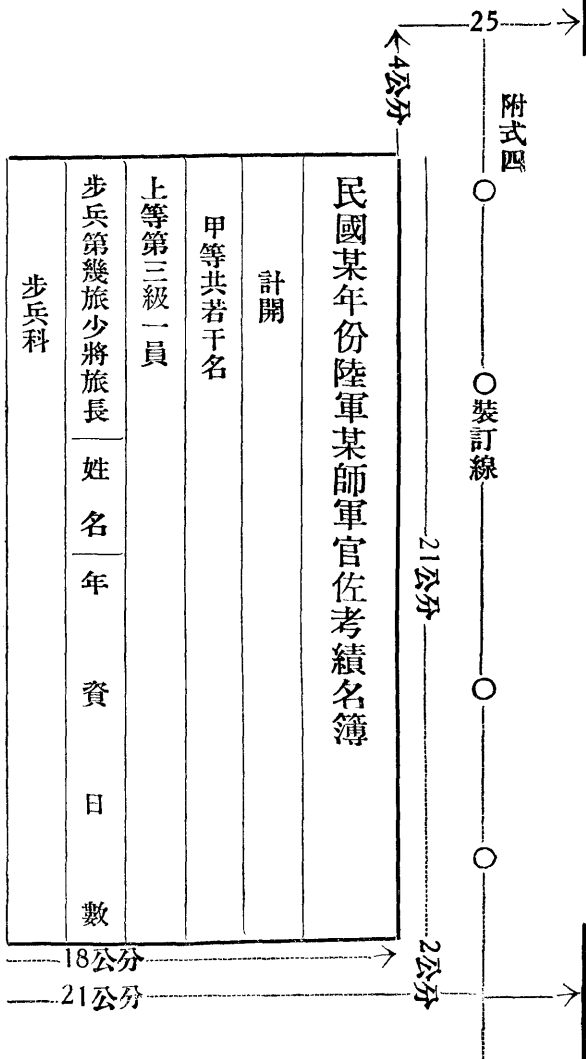 附式四
25
裝訂線
4公分
21公分
2公分
民國某年份陸軍某師軍官佐考績名簿
計開
甲等共若干名
上等第三級一員
步兵第幾旅少將旅長 姓名 年資日數
步兵科
18公分
21公分